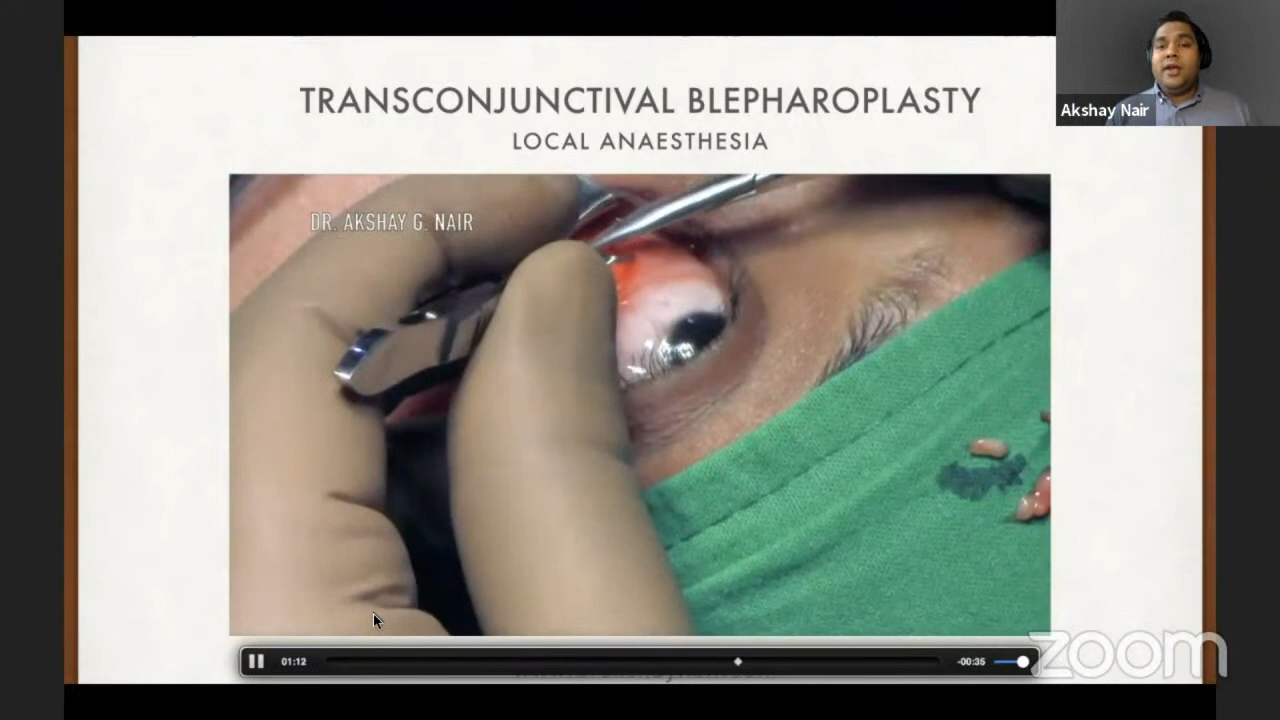 TRANSCONJUNCTIVAL BLEPHAROPLASTY
LOCAL ANAESTHESIA
Akshay Nair
DR. AKSHAY G. NAIR
01:12
-00:35
zoom